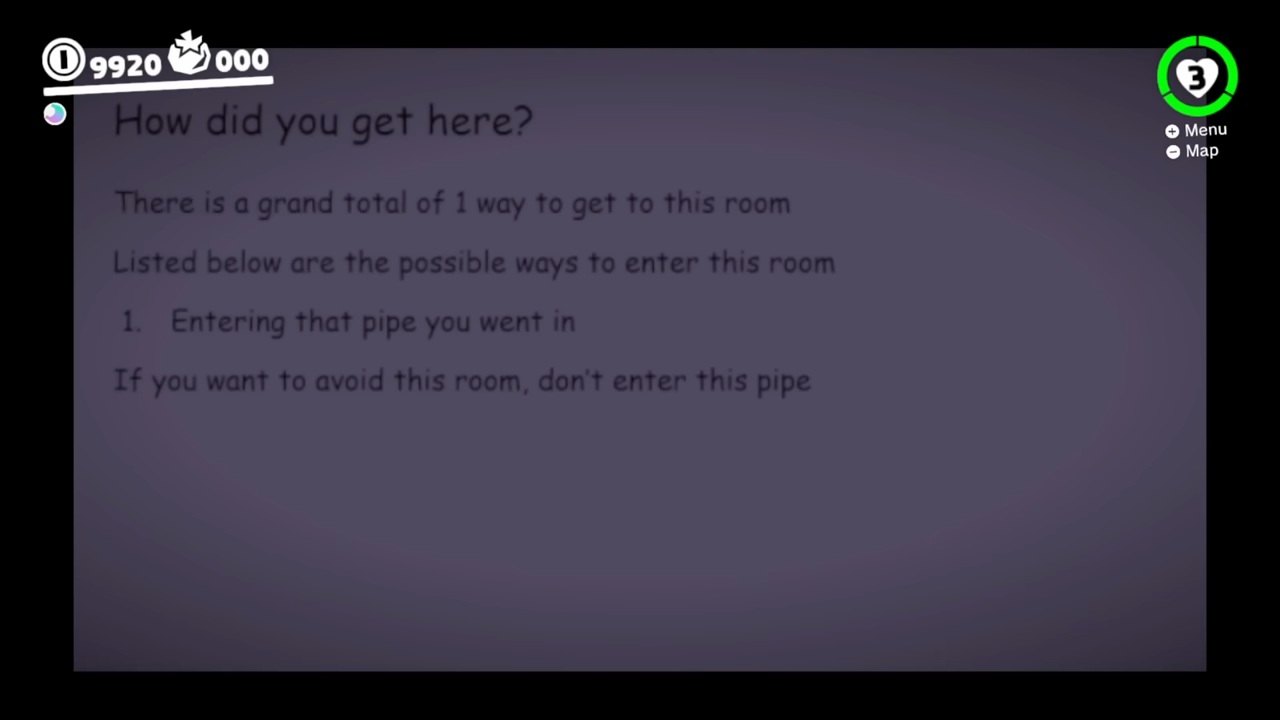 9920 000
3
Menu
Map
How did you get here?
There is a grand total of 1 way to get to this room
Listed below are the possible ways to enter this room
1. Entering that pipe you went in
If you want to avoid this room, don't enter this pipe